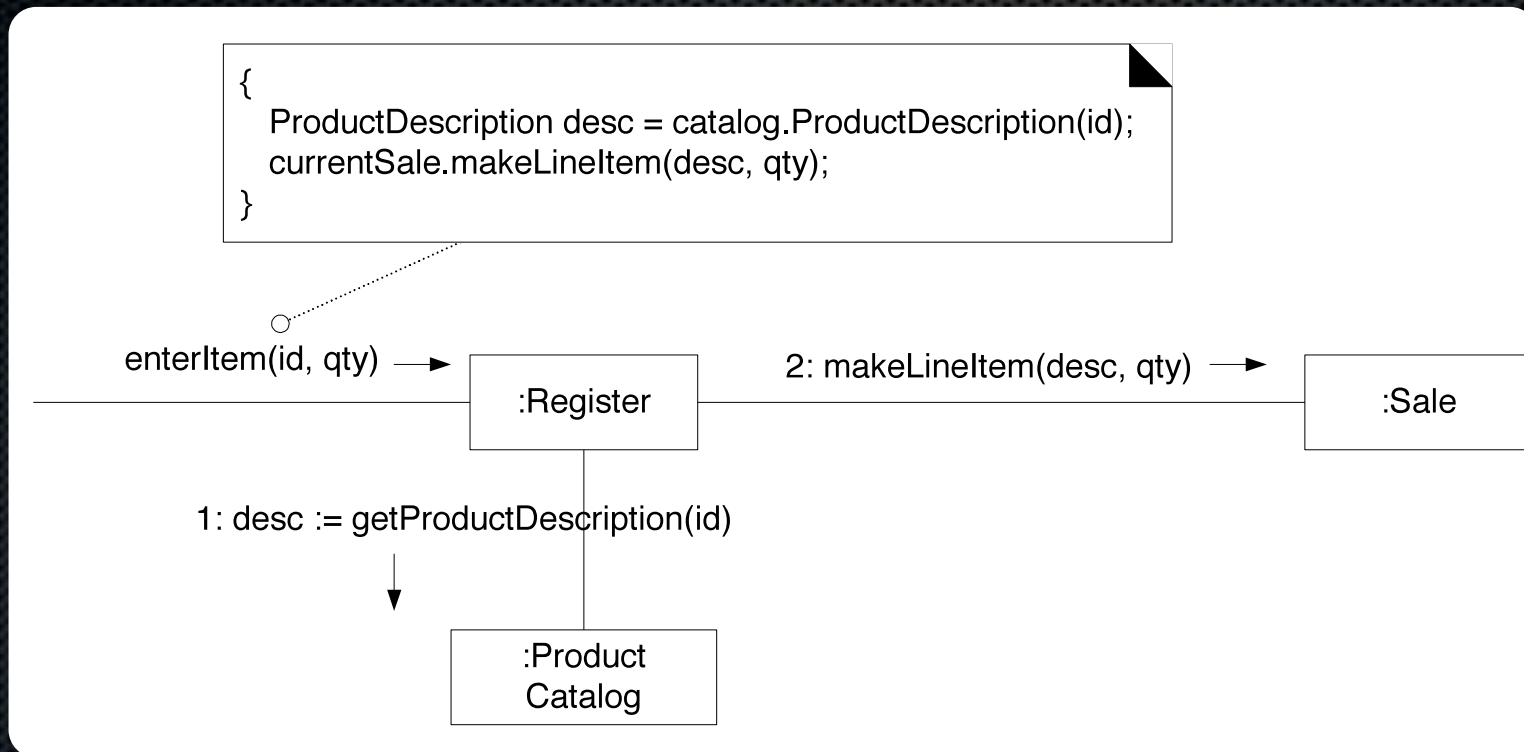 {
ProductDescription desc = catalog.ProductDescription(id);
currentSale.makeLineItem(desc, qty);
}
enterItem(id, qty)
2: makeLineItem(desc, qty)
:Register
:Sale
1: desc := getProductDescription(id)
:Product
Catalog